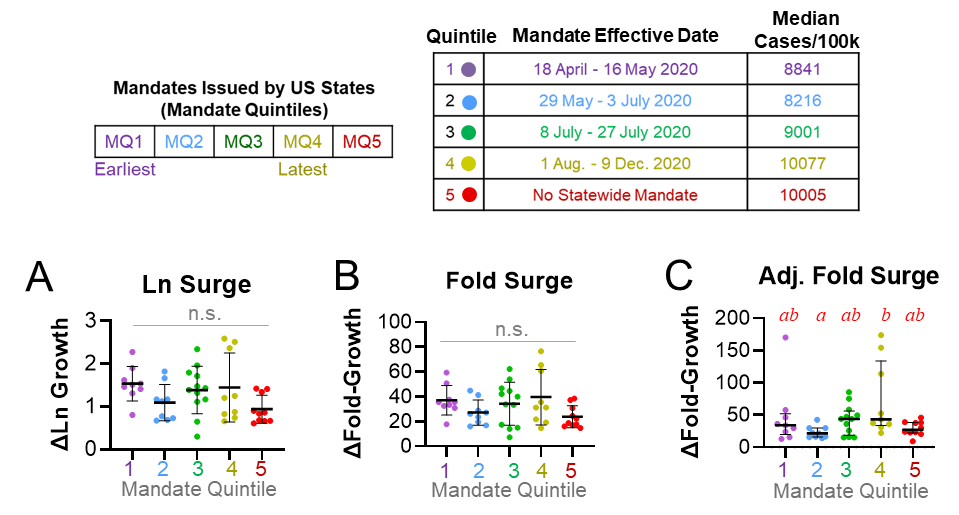 Mandates Issued by US States
(Mandate Quintiles)
MQ1 MQ2 MQ3 MQ4 MQ5
Earliest Latest
Quintile Mandate Effective Date Median
Cases/100k
1 18 April - 16 May 2020 8841
2 29 May - 3 July 2020 8216
3 8 July - 27 July 2020 9001
4 1 Aug. - 9 Dec. 2020 10077
5 No Statewide Mandate 10005
A
Ln Surge
n.s.
ΔLn Growth
3
2
1
0
1 2 3 4 5
Mandate Quintile
B
Fold Surge
n.s.
ΔFold-Growth
100
80
60
40
20
0
1 2 3 4 5
Mandate Quintile
C
Adj. Fold Surge
ab a ab b ab
ΔFold-Growth
200
150
100
50
0
1 2 3 4 5
Mandate Quintile